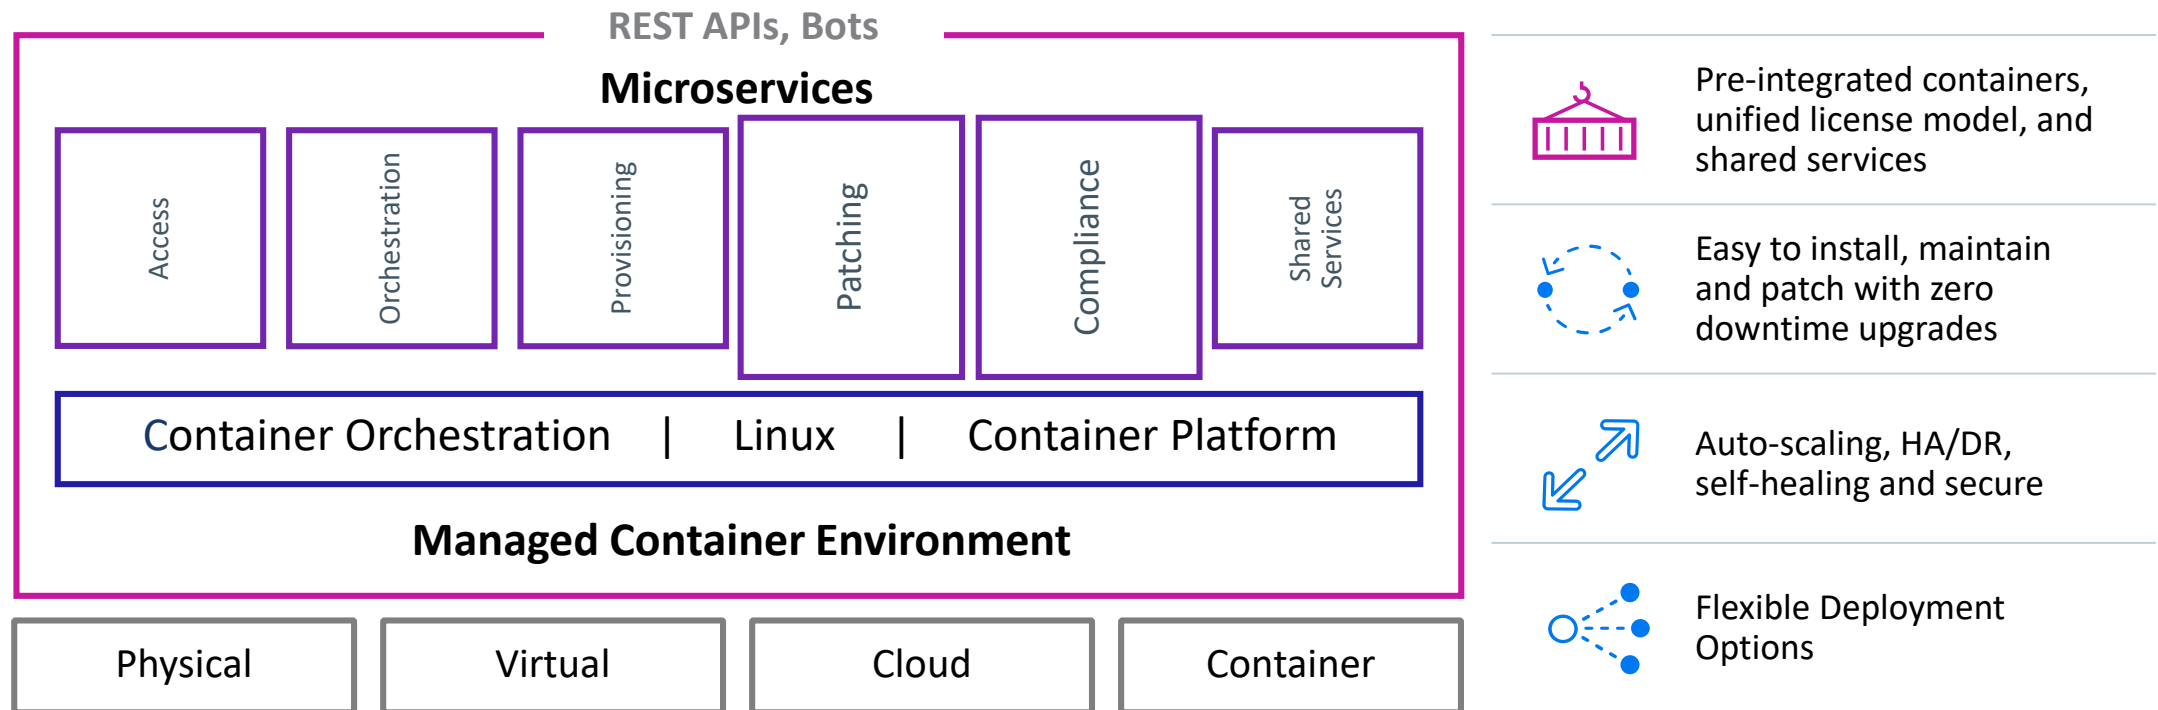 REST APIs, Bots
Microservices
Access
Orchestration
Provisioning
Patching
Compliance
Shared
Services
Container Orchestration | Linux | Container Platform
Managed Container Environment
Physical
Virtual
Cloud
Container
Pre-integrated containers,
unified license model, and
shared services
Easy to install, maintain
and patch with zero
downtime upgrades
Auto-scaling, HA/DR,
self-healing and secure
Flexible Deployment
Options